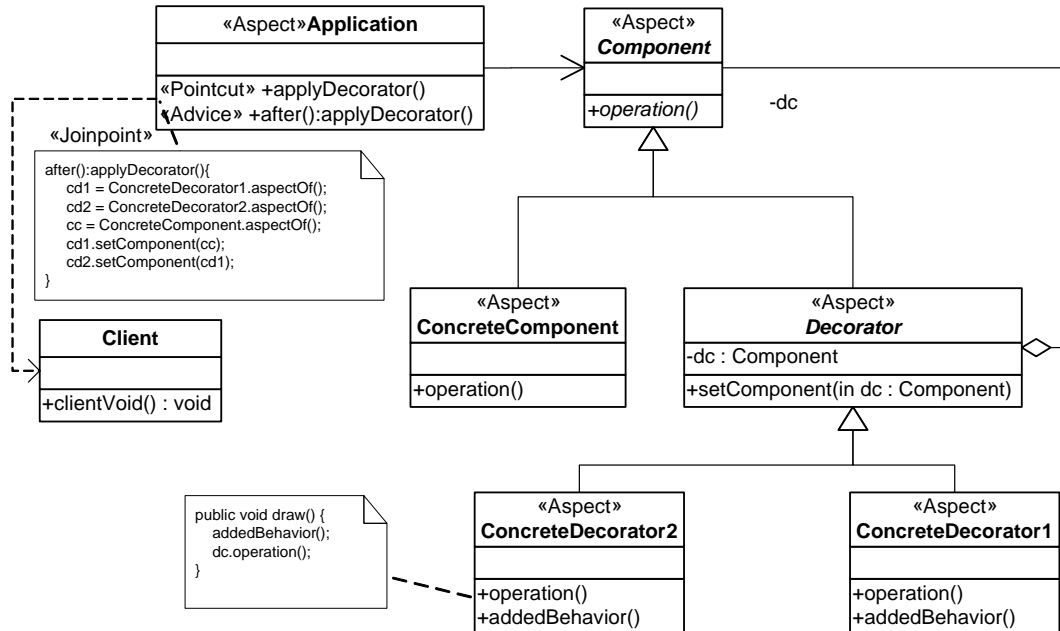 «Aspect»Application
«Pointcut» +applyDecorator()
«Advice» +after():applyDecorator()
«Aspect»
Component
+operation()
-dc
«Joinpoint»
after():applyDecorator(){
cd1 = ConcreteDecorator1.aspectOf();
cd2 = ConcreteDecorator2.aspectOf();
cc = ConcreteComponent.aspectOf();
cd1.setComponent(cc);
cd2.setComponent(cd1);
}
Client
+clientVoid() : void
«Aspect»
ConcreteComponent
+operation()
«Aspect»
Decorator
-dc : Component
+setComponent(in dc : Component)
public void draw() {
addedBehavior();
dc.operation();
}
«Aspect»
ConcreteDecorator2
+operation()
+addedBehavior()
«Aspect»
ConcreteDecorator1
+operation()
+addedBehavior()